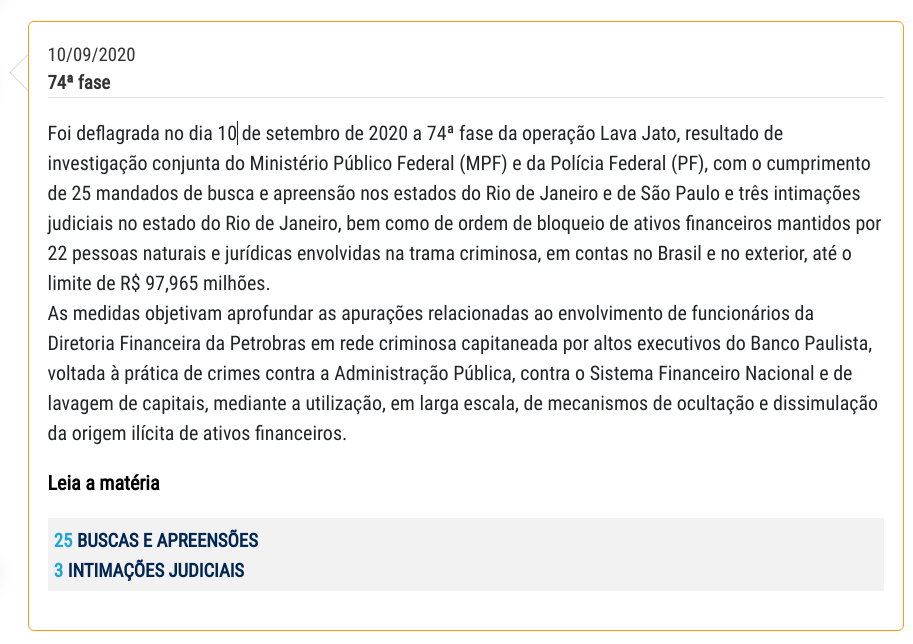 10/09/2020
74ª fase
Foi deflagrada no dia 10 de setembro de 2020 a 74ª fase da operação Lava Jato, resultado de
investigação conjunta do Ministério Público Federal (MPF) e da Polícia Federal (PF), com o cumprimento
de 25 mandados de busca e apreensão nos estados do Rio de Janeiro e de São Paulo e três intimações
judiciais no estado do Rio de Janeiro, bem como de ordem de bloqueio de ativos financeiros mantidos por
22 pessoas naturais e jurídicas envolvidas na trama criminosa, em contas no Brasil e no exterior, até o
limite de R$ 97,965 milhões.
As medidas objetivam aprofundar as apurações relacionadas ao envolvimento de funcionários da
Diretoria Financeira da Petrobras em rede criminosa capitaneada por altos executivos do Banco Paulista,
voltada à prática de crimes contra a Administração Pública, contra o Sistema Financeiro Nacional e de
lavagem de capitais, mediante a utilização, em larga escala, de mecanismos de ocultação e dissimulação
da origem ilícita de ativos financeiros.
Leia a matéria
25 BUSCAS E APREENSÕES
3 INTIMAÇÕES JUDICIAIS